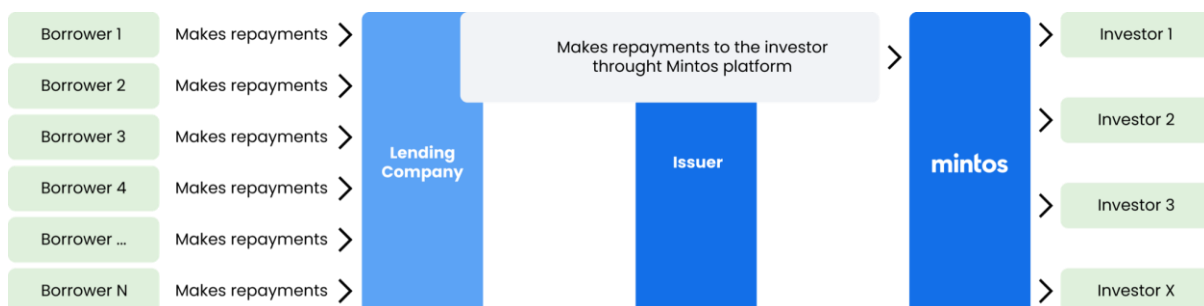 Borrower 1 Makes repayments
Borrower 2 Makes repayments
Borrower 3 Makes repayments
Borrower 4 Makes repayments
Borrower ... Makes repayments
Borrower N Makes repayments
Lending
Company
Makes repayments to the investor
throught Mintos platform
Issuer
mintos
Investor 1
Investor 2
Investor 3
Investor X